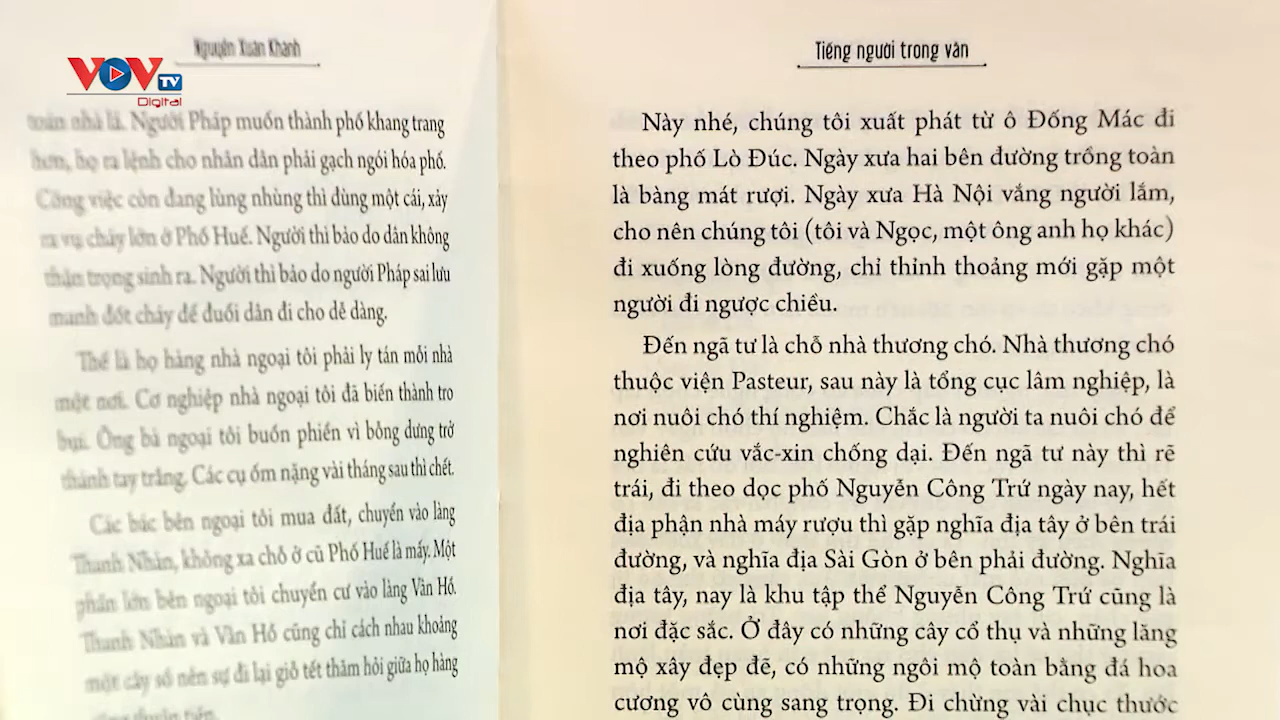 VOVTV
Digital
Nguyễn Xuân Khánh
toàn nhà lá. Người Pháp muốn thành phố khang trang
hơn, họ ra lệnh cho nhân dân phải gạch ngói hóa phố.
Công việc còn đang lùng nhùng thì đùng một cái, xảy
ra vụ cháy lớn ở Phố Huế. Người thì bảo do dân không
thận trọng sinh ra. Người thì bảo do người Pháp sai lưu
manh đốt cháy để đuổi dân đi cho dễ dàng.
Thế là họ hàng nhà ngoại tôi phải ly tán mỗi nhà
một nơi. Cơ nghiệp nhà ngoại tôi đã biến thành tro
bụi. Ông bà ngoại tôi buồn phiền vì bỗng dưng trở
thành tay trắng. Các cụ ốm nặng vài tháng sau thì chết.
Các bác bên ngoại tôi mua đất, chuyển vào làng
Thanh Nhàn, không xa chỗ ở cũ Phố Huế là mấy. Một
phần lớn bên ngoại tôi chuyển cư vào làng Vân Hồ.
Thanh Nhàn và Vân Hồ cũng chỉ cách nhau khoảng
một cây số nên sự đi lại giỗ tết thăm hỏi giữa họ hàng
Tiếng người trong vắn
Này nhé, chúng tôi xuất phát từ ô Đống Mác đi
theo phố Lò Đúc. Ngày xưa hai bên đường trồng toàn
là bàng mát rượi. Ngày xưa Hà Nội vắng người lắm,
cho nên chúng tôi (tôi và Ngọc, một ông anh họ khác)
đi xuống lòng đường, chỉ thỉnh thoảng mới gặp một
người đi ngược chiều.
Đến ngã tư là chỗ nhà thương chó. Nhà thương chó
thuộc viện Pasteur, sau này là tổng cục lâm nghiệp, là
nơi nuôi chó thí nghiệm. Chắc là người ta nuôi chó để
nghiên cứu vắc-xin chống dại. Đến ngã tư này thì rẽ
trái, đi theo dọc phố Nguyễn Công Trứ ngày nay, hết
địa phận nhà máy rượu thì gặp nghĩa địa tây ở bên trái
đường, và nghĩa địa Sài Gòn ở bên phải đường. Nghĩa
địa tây, nay là khu tập thể Nguyễn Công Trứ cũng là
nơi đặc sắc. Ở đây có những cây cổ thụ và những lăng
mộ xây đẹp đẽ, có những ngôi mộ toàn bằng đá hoa
cương vô cùng sang trọng. Đi chừng vài chục thước